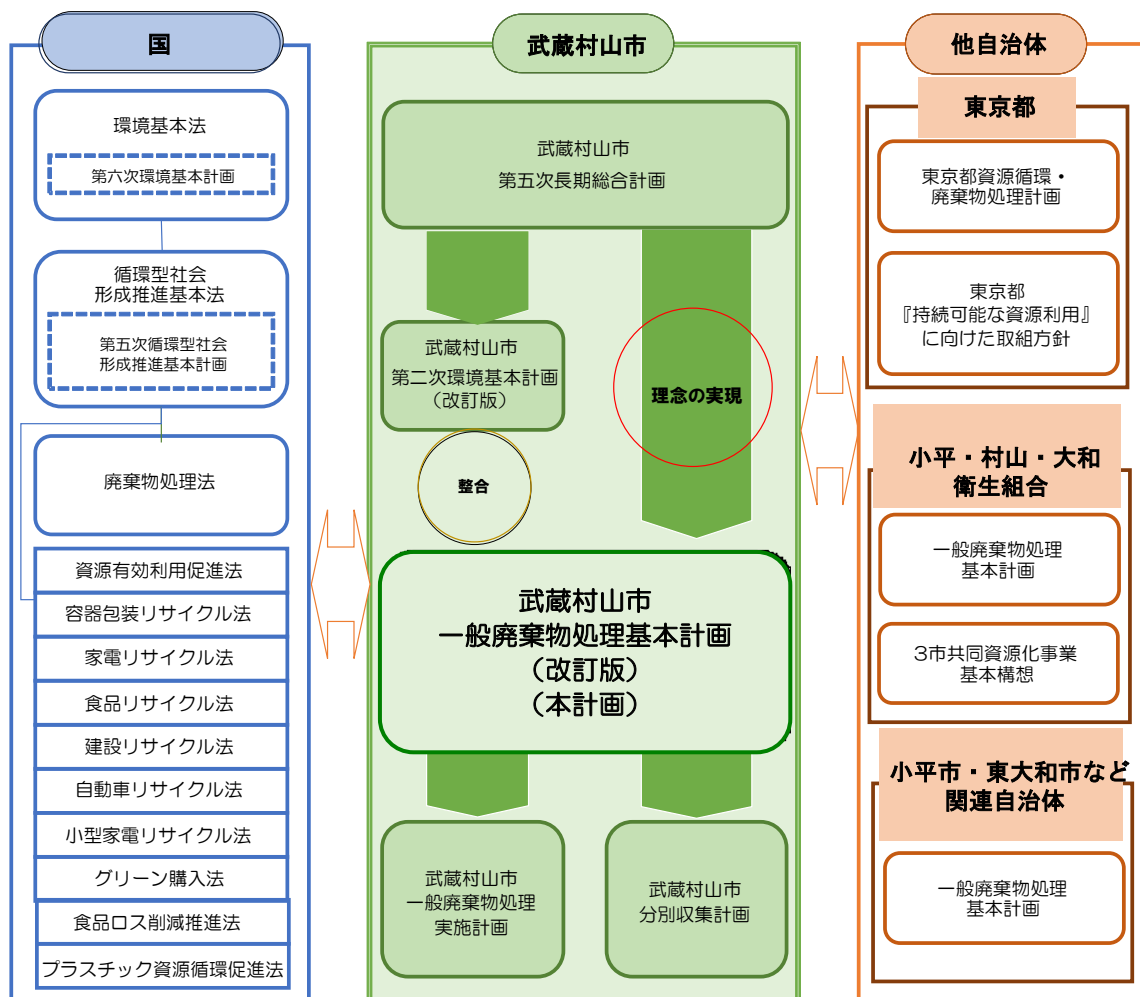 国
環境基本法
第六次環境基本計画
循環型社会
形成推進基本法
第五次循環型社会
形成推進基本計画
廃棄物処理法
資源有効利用促進法
容器包装リサイクル法
家電リサイクル法
食品リサイクル法
建設リサイクル法
自動車リサイクル法
小型家電リサイクル法
グリーン購入法
食品ロス削減推進法
プラスチック資源循環促進法
武蔵村山市
武蔵村山市
第五次長期総合計画
武蔵村山市
第二次環境基本計画
（改訂版）
理念の実現
整合
武蔵村山市
一般廃棄物処理基本計画
（改訂版）
（本計画）
武蔵村山市
一般廃棄物処理
実施計画
武蔵村山市
分別収集計画
他自治体
東京都
東京都資源循環・
廃棄物処理計画
東京都
『持続可能な資源利用』
に向けた取組方針
小平・村山・大和
衛生組合
一般廃棄物処理
基本計画
3市共同資源化事業
基本構想
小平市・東大和市など
関連自治体
一般廃棄物処理
基本計画